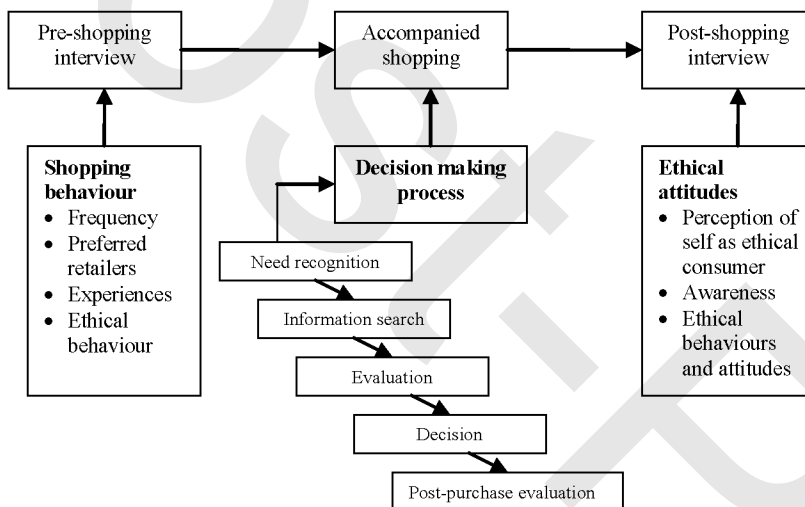 Pre-shopping
interview
Accompanied
shopping
Post-shopping
interview
Shopping
behaviour
• Frequency
• Preferred
retailers
• Experiences
• Ethical
behaviour
Decision making
process
Need recognition
Information search
Evaluation
Decision
Post-purchase evaluation
Ethical
attitudes
• Perception of
self as ethical
consumer
• Awareness
• Ethical
behaviours
and attitudes